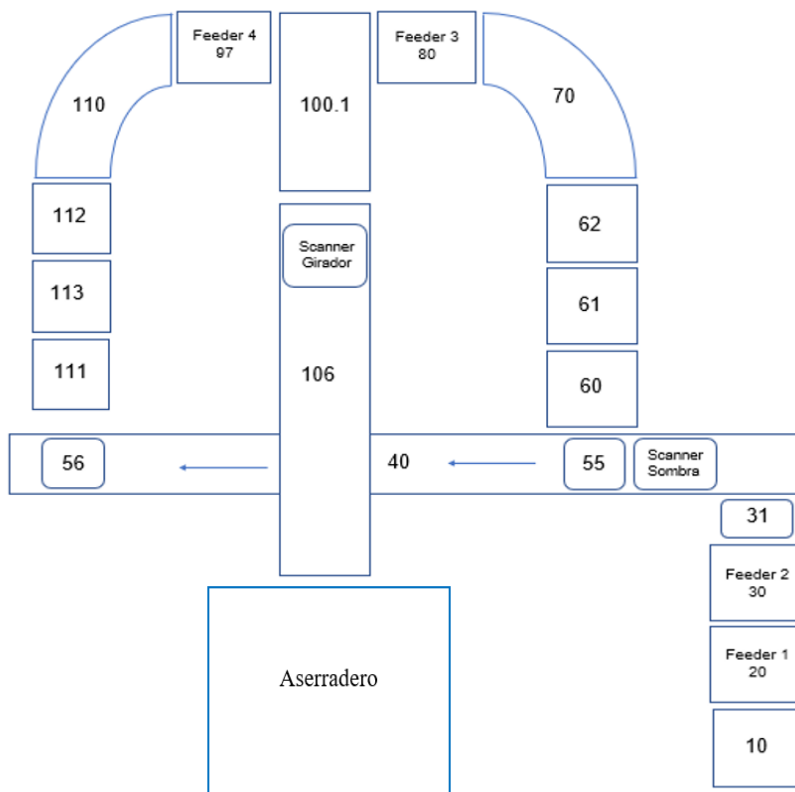 Feeder 4
97
Feeder 3
80
110
100.1
70
112
62
Scanner
Girador
113
61
111
106
60
56
40
55
Scanner
Sombra
31
Feeder 2
30
Feeder 1
20
Aserradero
10